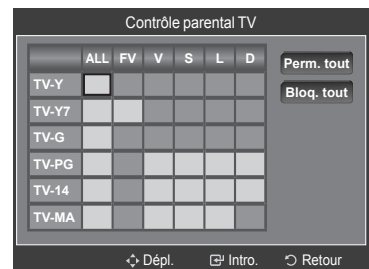 Contrôle parental TV
ALL FV V S L D
Perm. tout
TV-Y
Bloq. tout
TV-Y7
TV-G
TV-PG
TV-14
TV-MA
Dépl. Intro. Retour